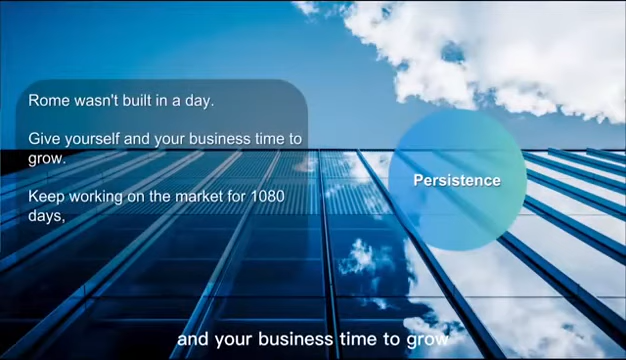 Rome wasn't built in a day.
Give yourself and your business time to
grow.
Keep working on the market for 1080
days,
Persistence
and your business time to grow